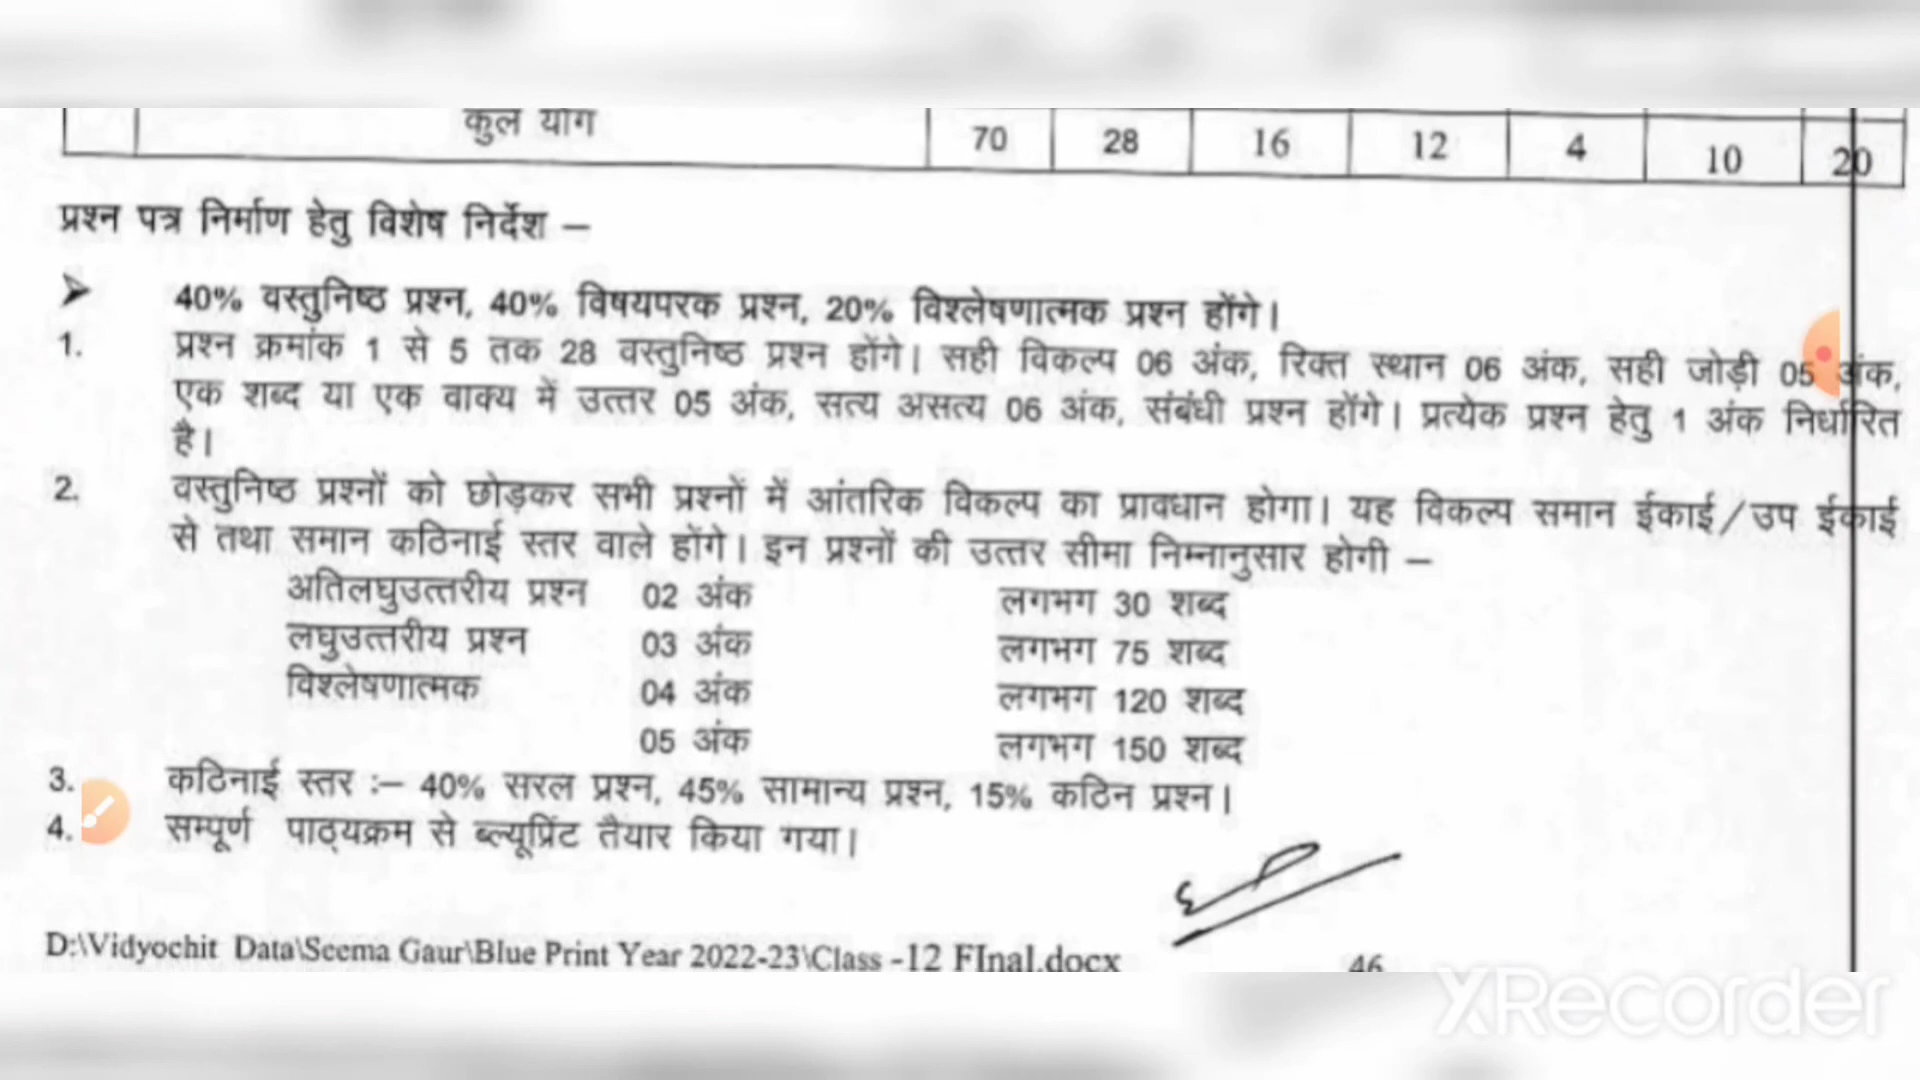 कुल योग 70 28 16 12 4 10 20
प्रश्न पत्र निर्माण हेतु विशेष निर्देश –
➤ 40% वस्तुनिष्ठ प्रश्न, 40% विषयपरक प्रश्न, 20% विश्लेषणात्मक प्रश्न होंगे।
1. प्रश्न क्रमांक 1 से 5 तक 28 वस्तुनिष्ठ प्रश्न होंगे। सही विकल्प 06 अंक, रिक्त स्थान 06 अंक, सही जोड़ी 05 अंक,
एक शब्द या एक वाक्य में उत्तर 05 अंक, सत्य असत्य 06 अंक, संबंधी प्रश्न होंगे। प्रत्येक प्रश्न हेतु 1 अंक निर्धारित
है।
2. वस्तुनिष्ठ प्रश्नों को छोड़कर सभी प्रश्नों में आंतरिक विकल्प का प्रावधान होगा। यह विकल्प समान ईकाई/उप ईकाई
से तथा समान कठिनाई स्तर वाले होंगे। इन प्रश्नों की उत्तर सीमा निम्नानुसार होगी –
अतिलघुउत्तरीय प्रश्न 02 अंक लगभग 30 शब्द
लघुउत्तरीय प्रश्न 03 अंक लगभग 75 शब्द
विश्लेषणात्मक 04 अंक लगभग 120 शब्द
05 अंक लगभग 150 शब्द
3. कठिनाई स्तर :– 40% सरल प्रश्न, 45% सामान्य प्रश्न, 15% कठिन प्रश्न।
4. सम्पूर्ण पाठ्यक्रम से ब्ल्यूप्रिंट तैयार किया गया।
D:\Vidyochit Data\Seema Gaur\Blue Print Year 2022-23\Class -12 FInal.docx 46
XRecorder